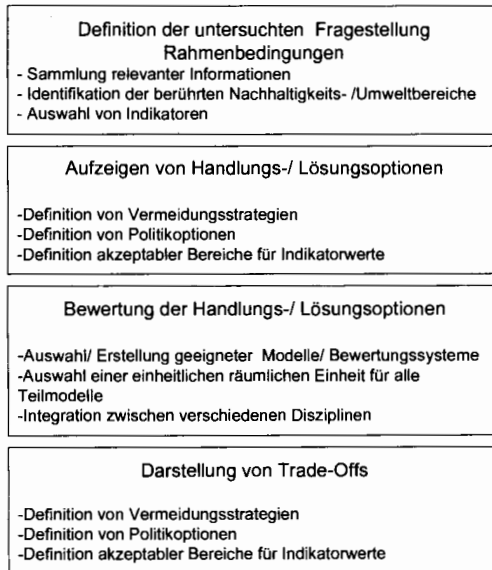 Definition der untersuchten Fragestellung
Rahmenbedingungen
- Sammlung relevanter Informationen
- Identifikation der berührten Nachhaltigkeits- /Umweltbereiche
- Auswahl von Indikatoren
Aufzeigen von Handlungs-/ Lösungsoptionen
-Definition von Vermeidungsstrategien
-Definition von Politikoptionen
-Definition akzeptabler Bereiche für Indikatorwerte
Bewertung der Handlungs-/ Lösungsoptionen
-Auswahl/ Erstellung geeigneter Modelle/ Bewertungssysteme
-Auswahl einer einheitlichen räumlichen Einheit für alle
Teilmodelle
-Integration zwischen verschiedenen Disziplinen
Darstellung von Trade-Offs
-Definition von Vermeidungsstrategien
-Definition von Politikoptionen
-Definition akzeptabler Bereiche für Indikatorwerte